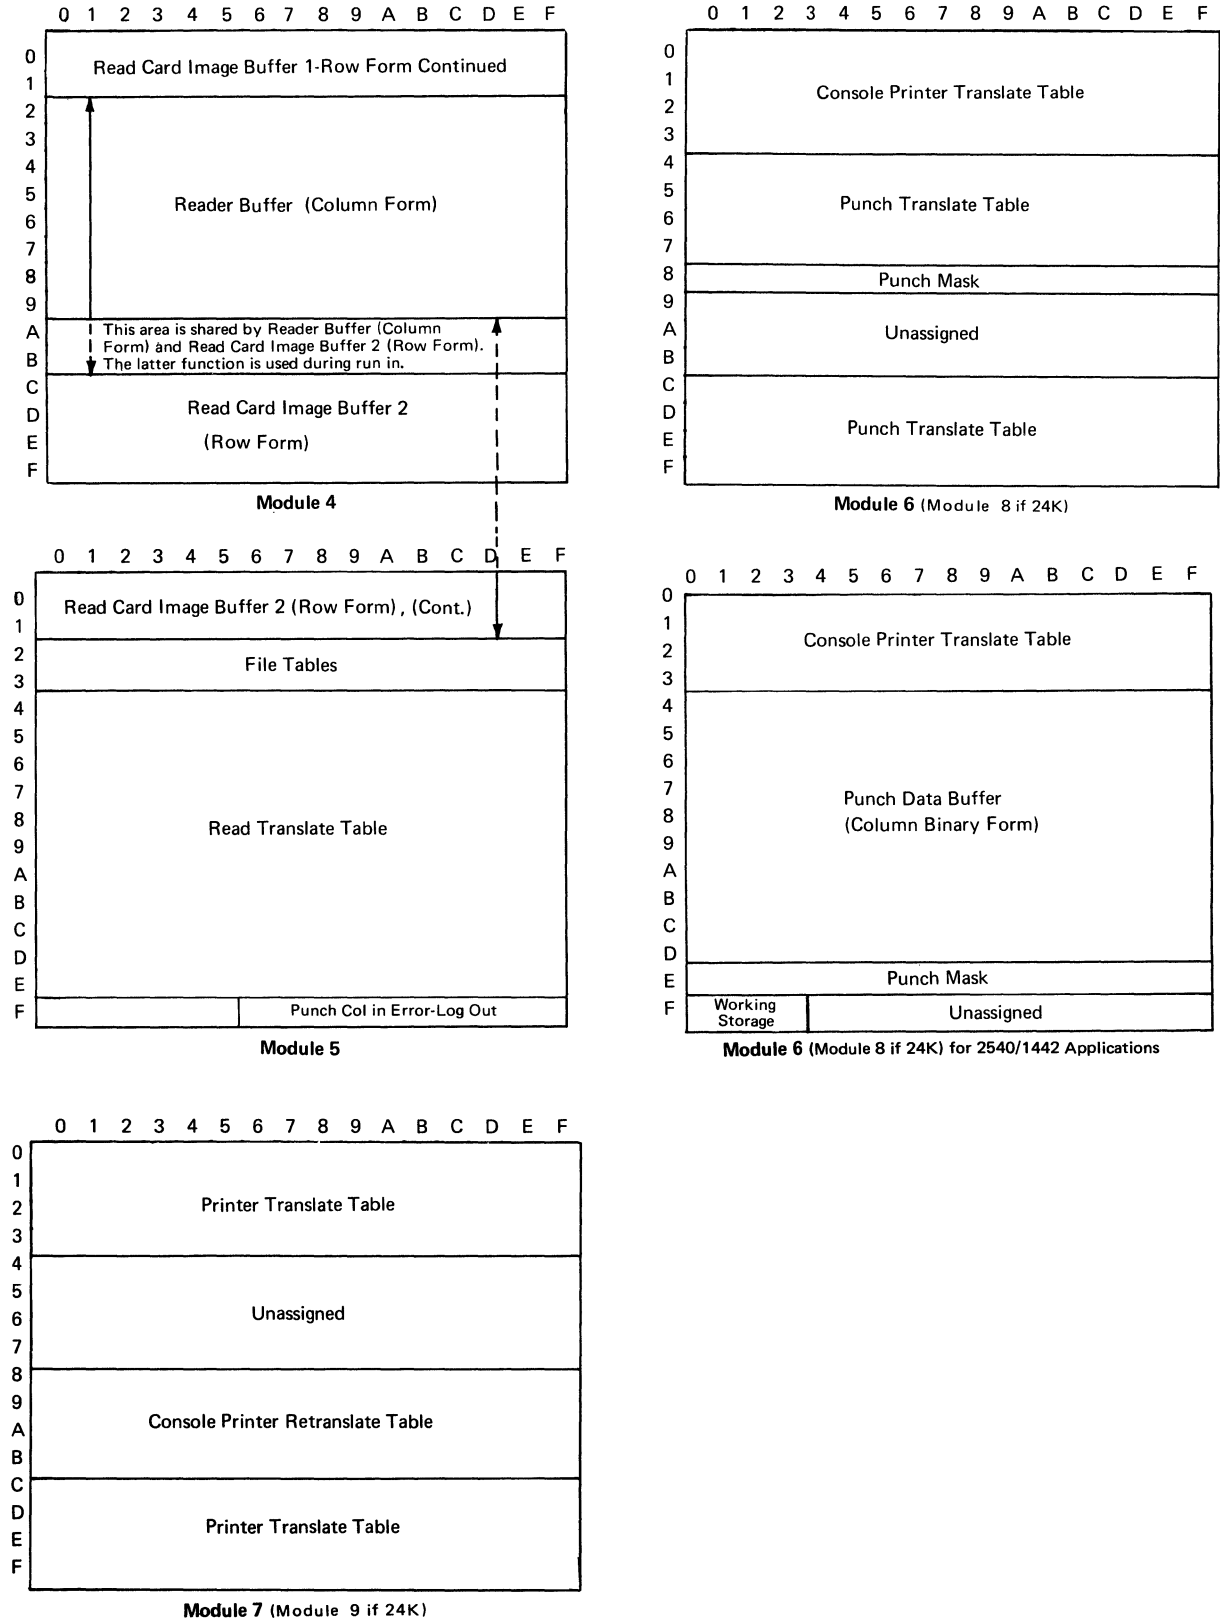 0 1 2 3 4 5 6 7 8 9 A B C D E F
0
1
2
3
4
5
6
7
8
9
A
B
C
D
E
F
Read Card Image Buffer 1-Row Form Continued
Reader Buffer (Column Form)
This area is shared by Reader Buffer (Column
Form) and Read Card Image Buffer 2 (Row Form).
The latter function is used during run in.
Read Card Image Buffer 2
(Row Form)
Module 4
0 1 2 3 4 5 6 7 8 9 A B C D E F
0
1
2
3
4
5
6
7
8
9
A
B
C
D
E
F
Console Printer Translate Table
Punch Translate Table
Punch Mask
Unassigned
Punch Translate Table
Module 6 (Module 8 if 24K)
0 1 2 3 4 5 6 7 8 9 A B C D E F
0
1
2
3
4
5
6
7
8
9
A
B
C
D
E
F
Read Card Image Buffer 2 (Row Form), (Cont.)
File Tables
Read Translate Table
Punch Col in Error-Log Out
Module 5
0 1 2 3 4 5 6 7 8 9 A B C D E F
0
1
2
3
4
5
6
7
8
9
A
B
C
D
E
F
Console Printer Translate Table
Punch Data Buffer
(Column Binary Form)
Punch Mask
Working
Storage
Unassigned
Module 6 (Module 8 if 24K) for 2540/1442 Applications
0 1 2 3 4 5 6 7 8 9 A B C D E F
0
1
2
3
4
5
6
7
8
9
A
B
C
D
E
F
Printer Translate Table
Unassigned
Console Printer Retranslate Table
Printer Translate Table
Module 7 (Module 9 if 24K)